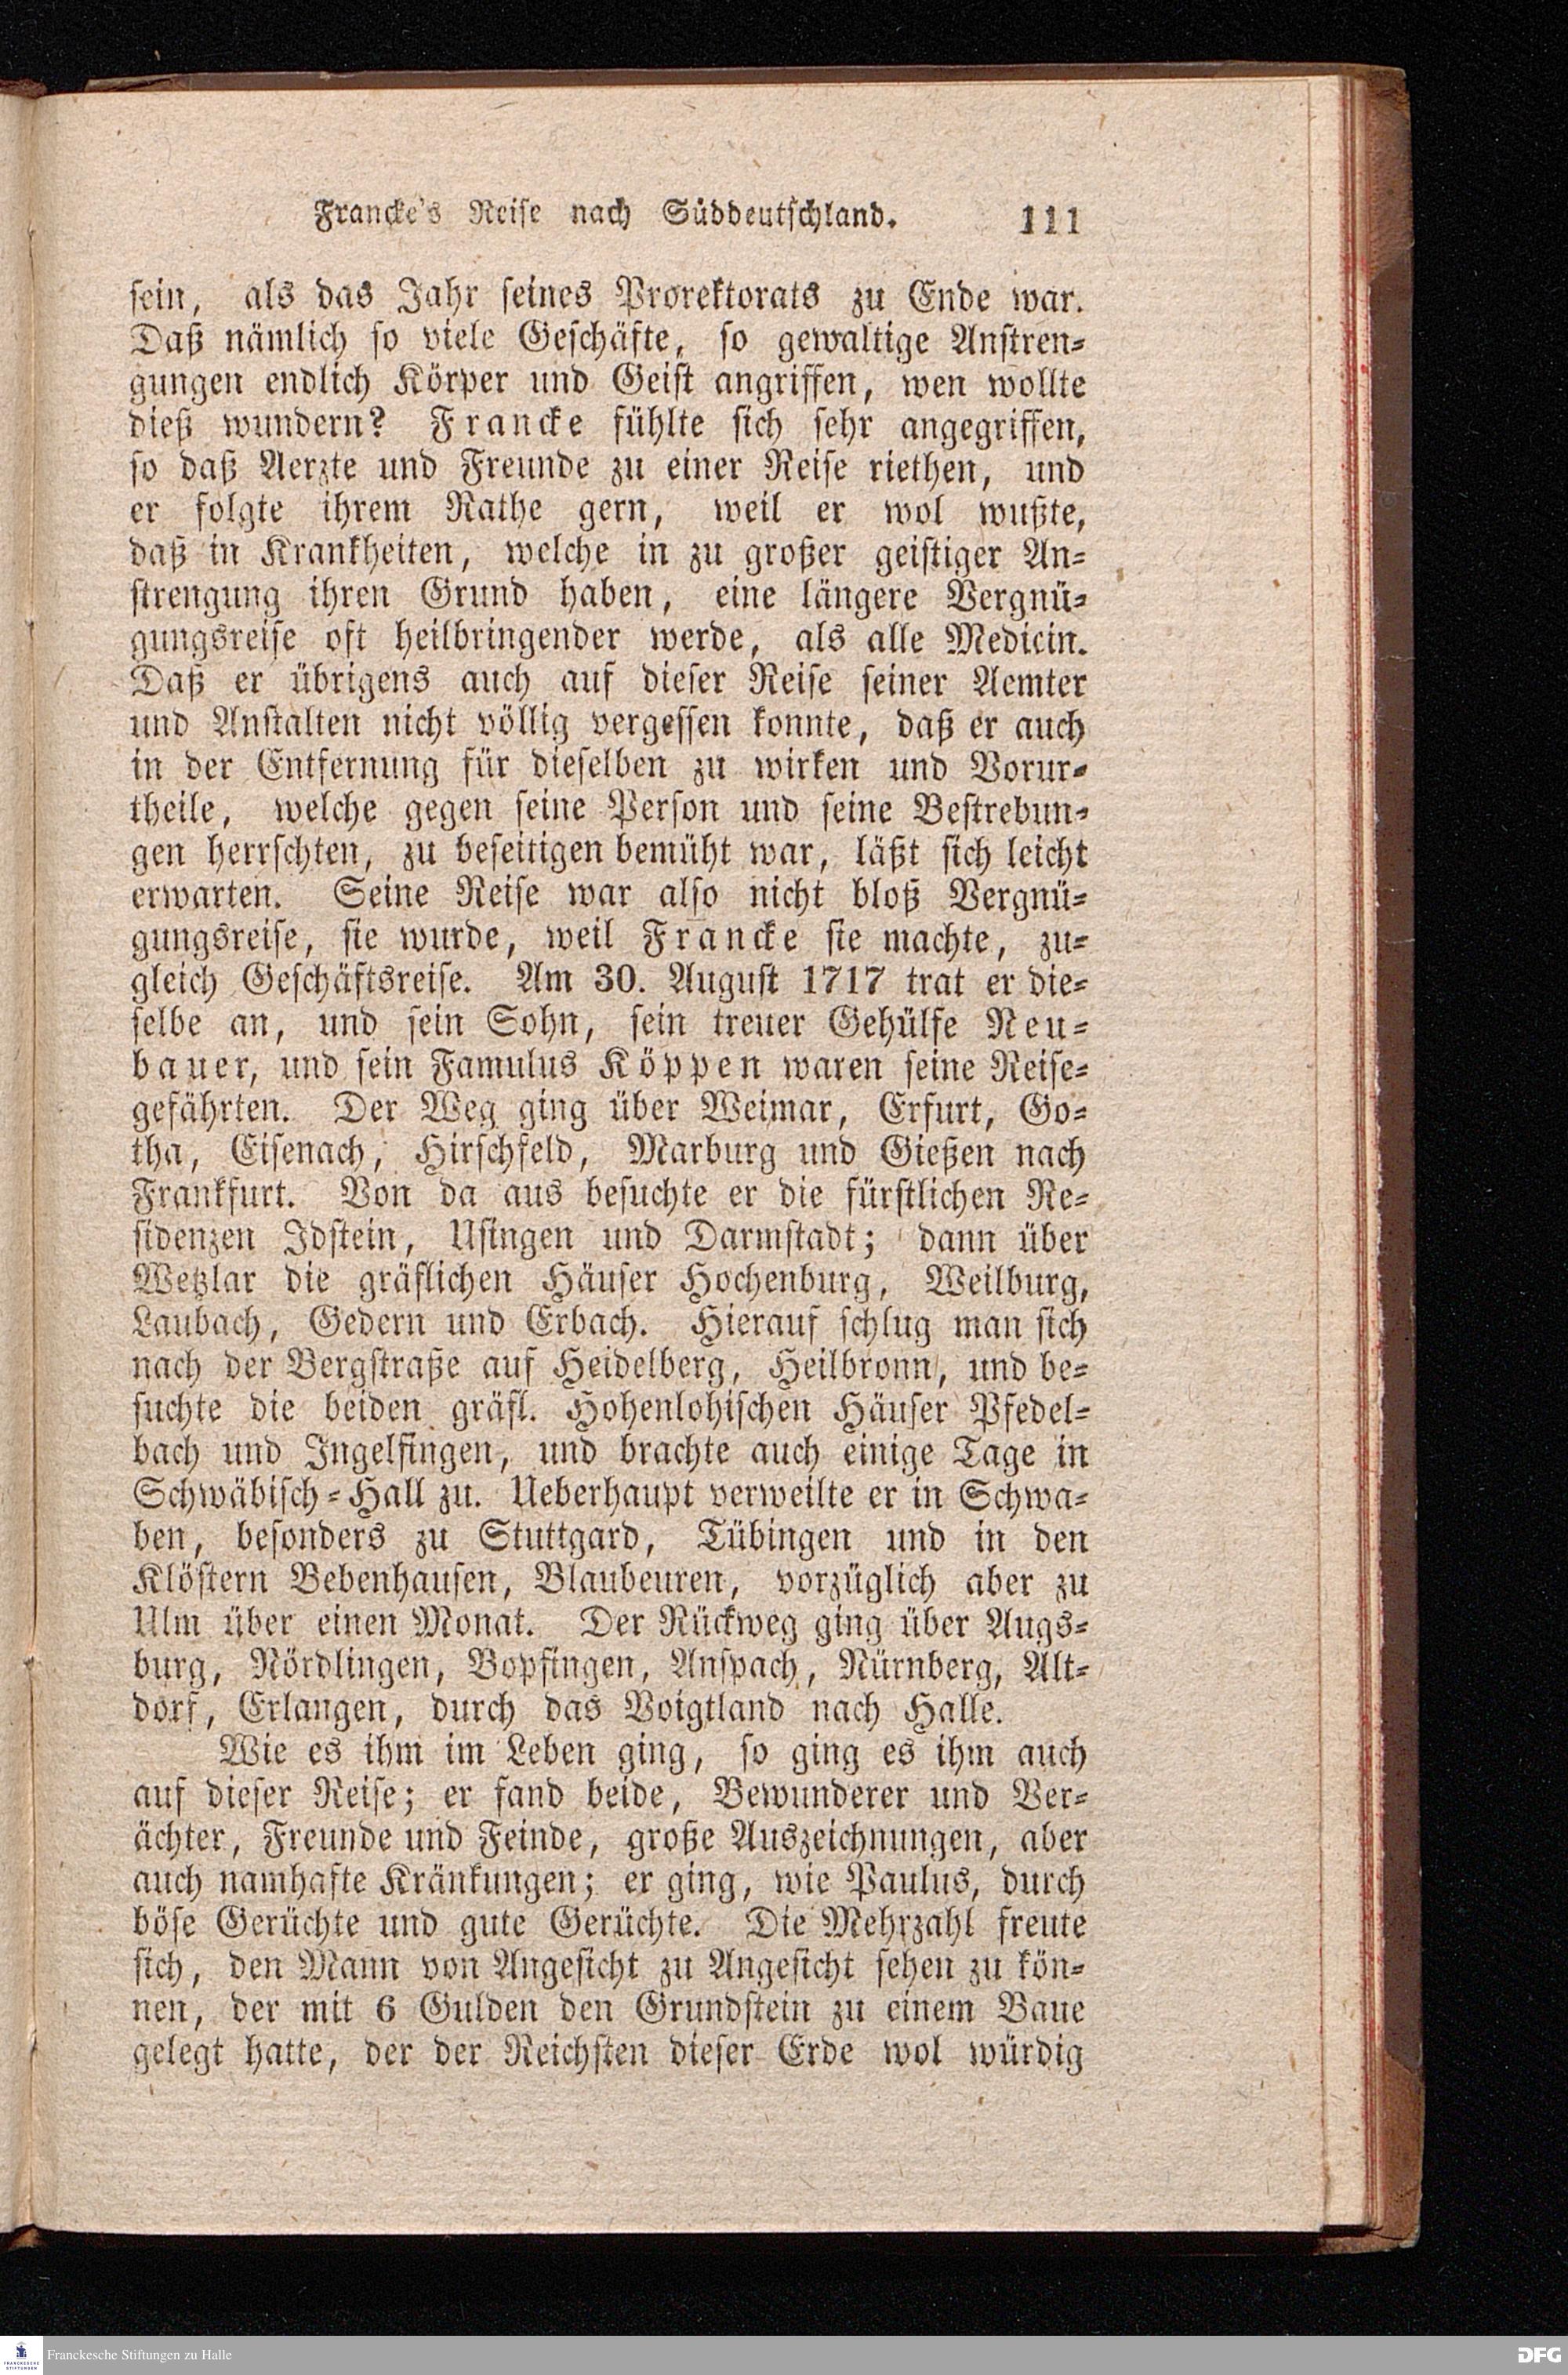 Francke's Reise nach Süddeutschland. 111
sein, als das Jahr seines Prorektorats zu Ende war.
Daß nämlich so viele Geschäfte, so gewaltige Anstren-
gungen endlich Körper und Geist angriffen, wen wollte
dieß wundern? Francke fühlte sich sehr angegriffen,
so daß Aerzte und Freunde zu einer Reise riethen, und
er folgte ihrem Rathe gern, weil er wol wußte,
daß in Krankheiten, welche in zu großer geistiger An-
strengung ihren Grund haben, eine längere Vergnü-
gungsreise oft heilbringender werde, als alle Medicin.
Daß er übrigens auch auf dieser Reise seiner Aemter
und Anstalten nicht völlig vergessen konnte, daß er auch
in der Entfernung für dieselben zu wirken und Vorur-
theile, welche gegen seine Person und seine Bestrebun-
gen herrschten, zu beseitigen bemüht war, läßt sich leicht
erwarten. Seine Reise war also nicht bloß Vergnü-
gungsreise, sie wurde, weil Francke sie machte, zu-
gleich Geschäftsreise. Am 30. August 1717 trat er die-
selbe an, und sein Sohn, sein treuer Gehülfe Neu-
bauer, und sein Famulus Köppen waren seine Reise-
gefährten. Der Weg ging über Weimar, Erfurt, Go-
tha, Eisenach, Hirschfeld, Marburg und Gießen nach
Frankfurt. Von da aus besuchte er die fürstlichen Re-
sidenzen Idstein, Usingen und Darmstadt; dann über
Wetzlar die gräflichen Häuser Hochenburg, Weilburg,
Laubach, Gedern und Erbach. Hierauf schlug man sich
nach der Bergstraße auf Heidelberg, Heilbronn, und be-
suchte die beiden gräfl. Hohenlohischen Häuser Pfedel-
bach und Ingelfingen, und brachte auch einige Tage in
Schwäbisch-Hall zu. Ueberhaupt verweilte er in Schwa-
ben, besonders zu Stuttgard, Tübingen und in den
Klöstern Bebenhausen, Blaubeuren, vorzüglich aber zu
Ulm über einen Monat. Der Rückweg ging über Augs-
burg, Nördlingen, Bopfingen, Anspach, Nürnberg, Alt-
dorf, Erlangen, durch das Voigtland nach Halle.
Wie es ihm im Leben ging, so ging es ihm auch
auf dieser Reise; er fand beide, Bewunderer und Ver-
ächter, Freunde und Feinde, große Auszeichnungen, aber
auch namhafte Kränkungen; er ging, wie Paulus, durch
böse Gerüchte und gute Gerüchte. Die Mehrzahl freute
sich, den Mann von Angesicht zu Angesicht sehen zu kön-
nen, der mit 6 Gulden den Grundstein zu einem Baue
gelegt hatte, der der Reichsten dieser Erde wol würdig
FRANCKESCHE
STIFTUNGEN
Franckesche Stiftungen zu Halle
DFG